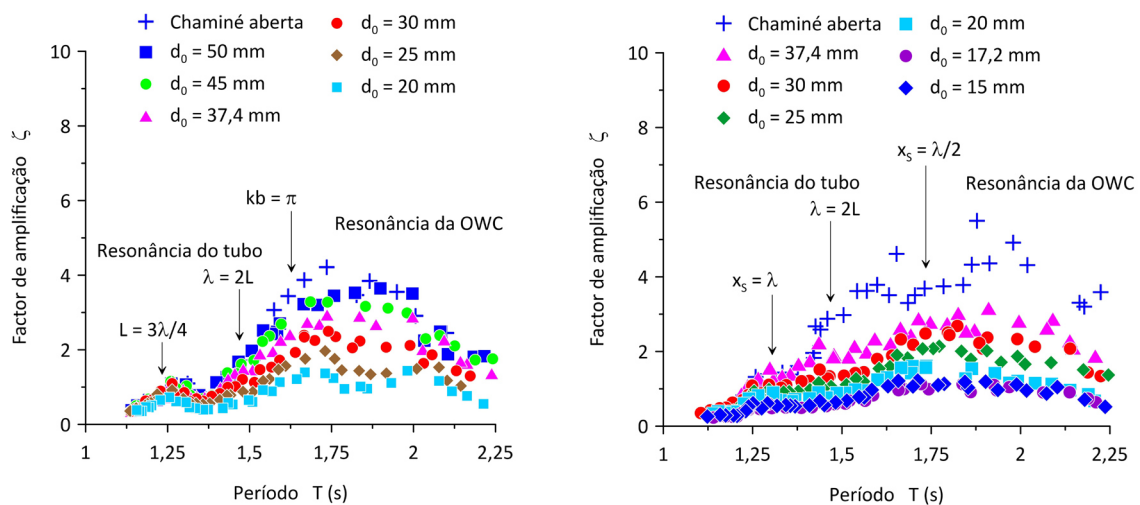 Chaminé aberta
d₀ = 50 mm
d₀ = 45 mm
d₀ = 37,4 mm
d₀ = 30 mm
d₀ = 25 mm
d₀ = 20 mm
Factor de amplificação ζ
10
8
6
4
2
0
kb = π
Resonância da OWC
Resonância do tubo
λ = 2L
L = 3λ/4
1
1,25
1,5
1,75
2
2,25
Período T (s)
Chaminé aberta
d₀ = 37,4 mm
d₀ = 30 mm
d₀ = 25 mm
d₀ = 20 mm
d₀ = 17,2 mm
d₀ = 15 mm
Factor de amplificação ζ
10
8
6
4
2
0
xₛ = λ/2
Resonância do tubo
λ = 2L
Resonância da OWC
xₛ = λ
1
1,25
1,5
1,75
2
2,25
Período T (s)